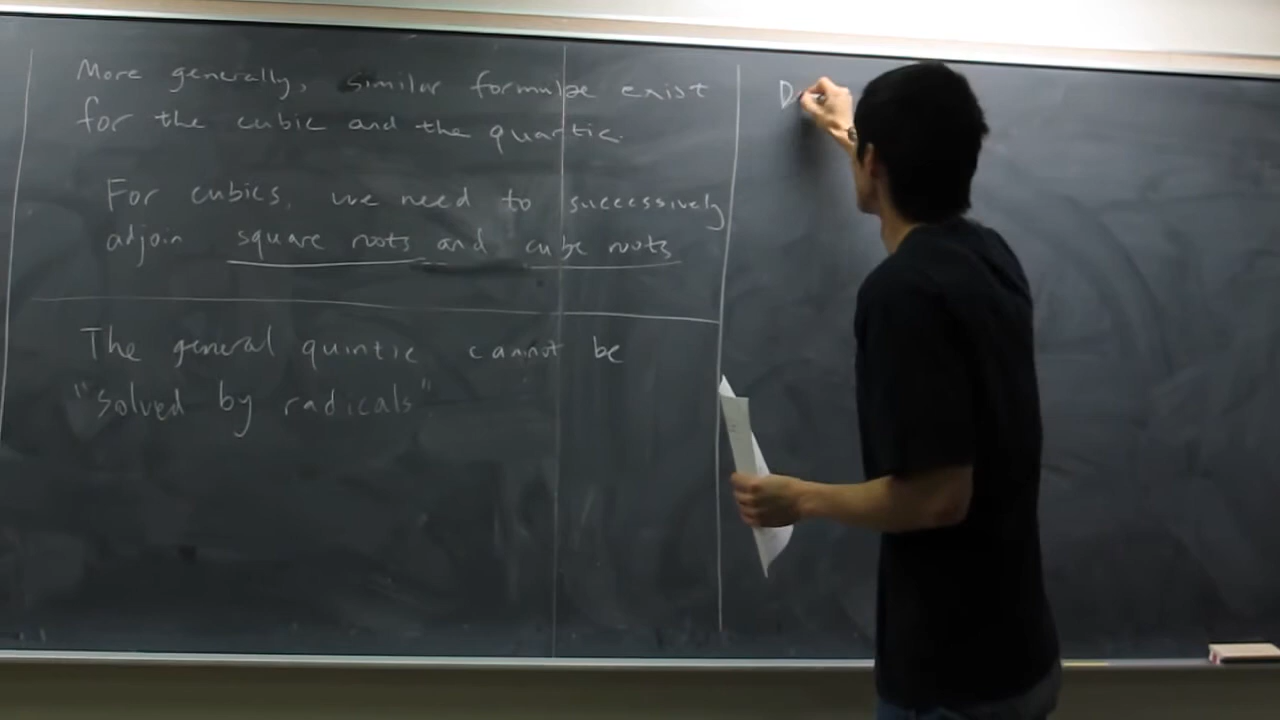 More generally, similar formulae exist
for the cubic and the quartic.
For cubics, we need to successively
adjoin square roots and cube roots
The general quintic cannot be
"solved by radicals"
D